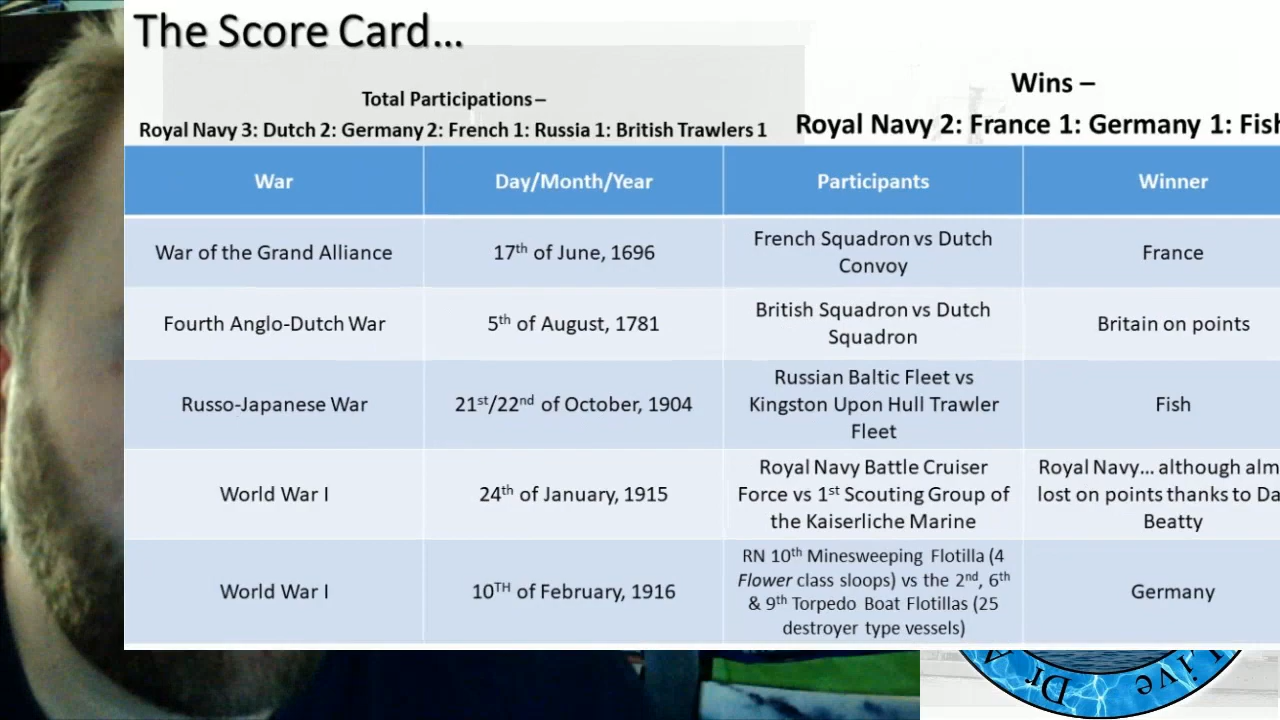 The Score Card...
Total Participations –
Royal Navy 3: Dutch 2: Germany 2: French 1: Russia 1: British Trawlers 1
Wins –
Royal Navy 2: France 1: Germany 1:
War
Day/Month/Year
Participants
Winner
War of the Grand Alliance
17th of June, 1696
French Squadron vs Dutch
Convoy
France
Fourth Anglo-Dutch War
5th of August, 1781
British Squadron vs Dutch
Squadron
Britain on points
Russo-Japanese War
21st/22nd of October, 1904
Russian Baltic Fleet vs
Kingston Upon Hull Trawler
Fleet
Fish
World War I
24th of January, 1915
Royal Navy Battle Cruiser
Force vs 1st Scouting Group of
the Kaiserliche Marine
Royal Navy... although
lost on points thanks to
Beatty
World War I
10TH of February, 1916
RN 10th Minesweeping Flotilla (4
Flower class sloops) vs the 2nd, 6th
& 9th Torpedo Boat Flotillas (25
destroyer type vessels)
Germany
Live Dr